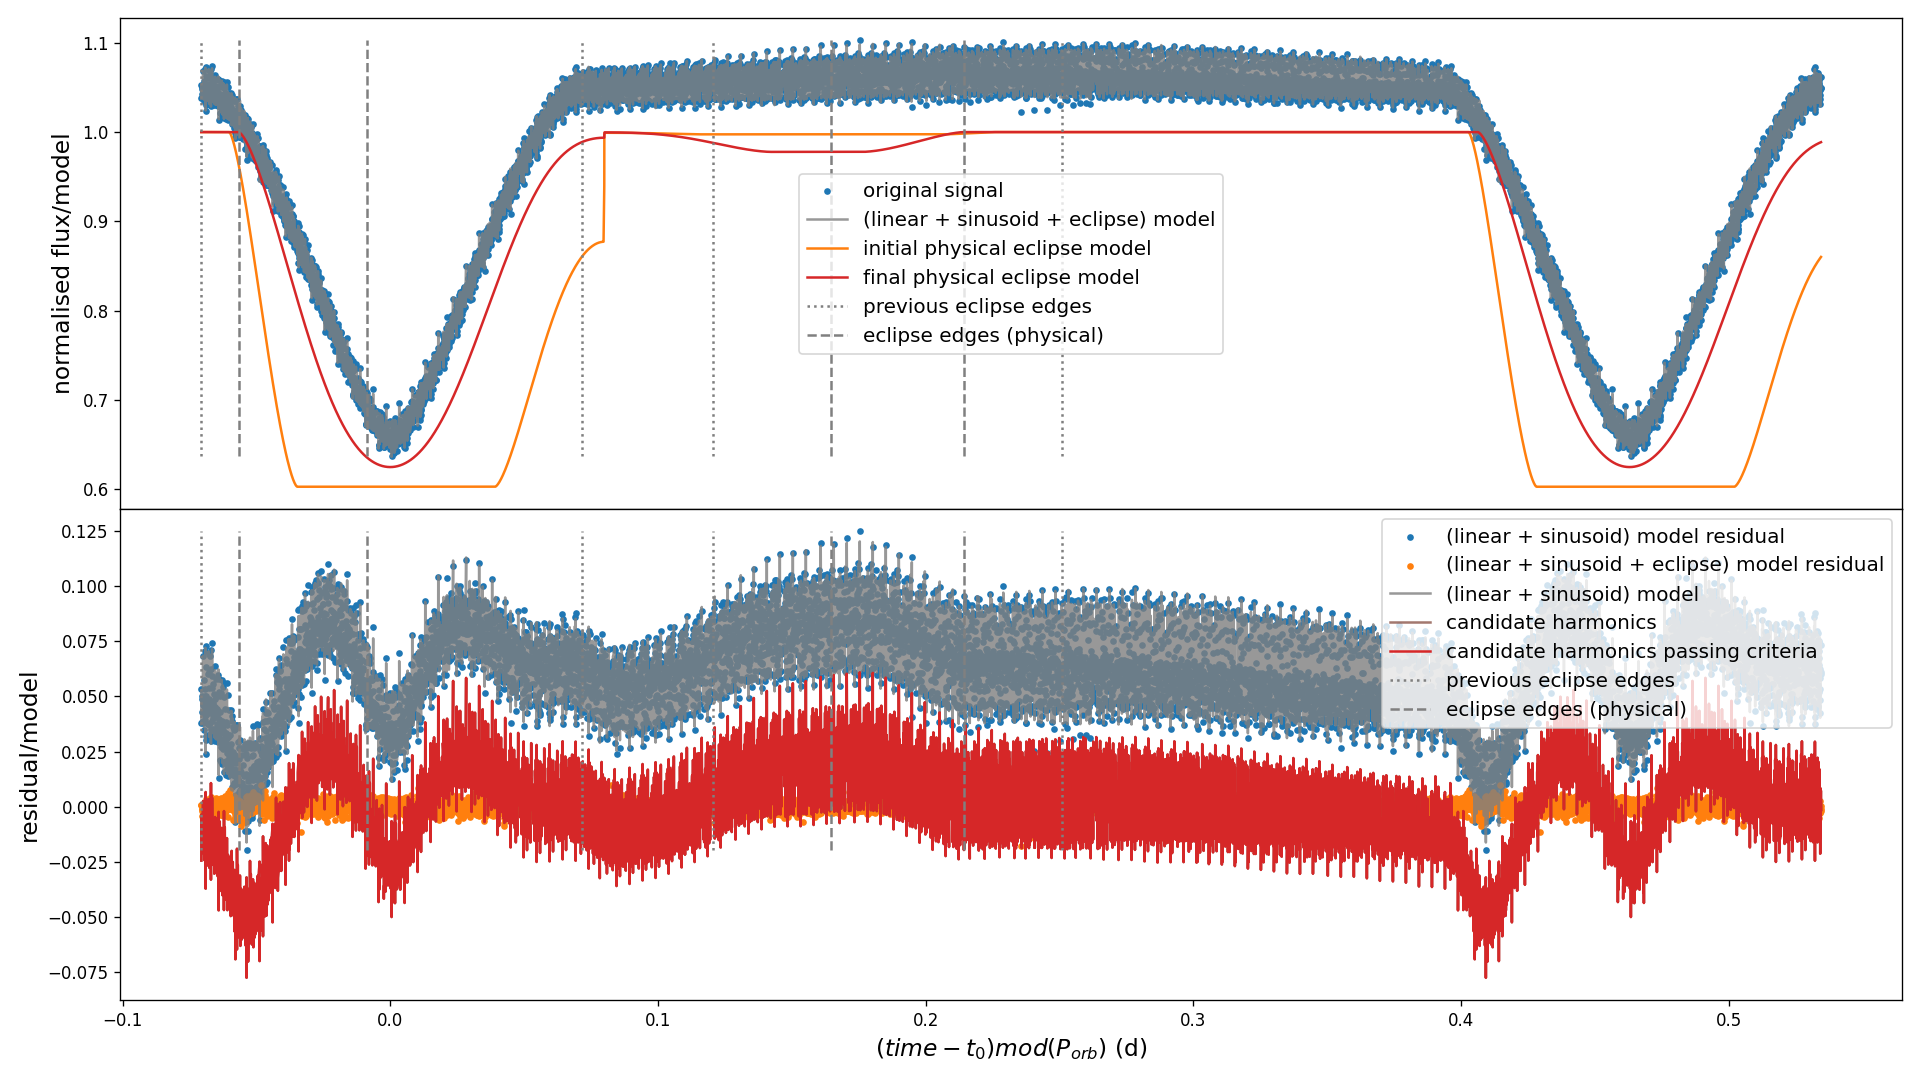 1.1
1.0
0.9
0.8
0.7
0.6
normalised flux/model
original signal
(linear + sinusoid + eclipse) model
initial physical eclipse model
final physical eclipse model
previous eclipse edges
eclipse edges (physical)
0.125
0.100
0.075
0.050
0.025
0.000
−0.025
−0.050
−0.075
residual/model
(linear + sinusoid) model residual
(linear + sinusoid + eclipse) model residual
(linear + sinusoid) model
candidate harmonics
candidate harmonics passing criteria
previous eclipse edges
eclipse edges (physical)
−0.1 0.0 0.1 0.2 0.3 0.4 0.5
(time − t₀)mod(P_orb) (d)